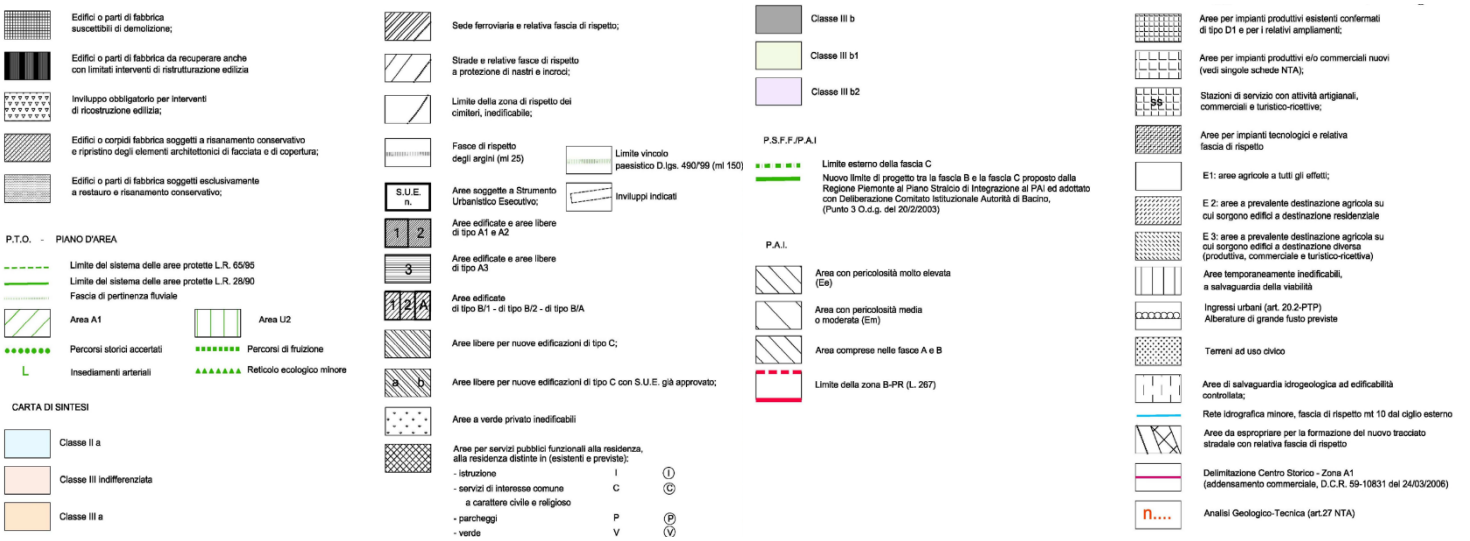 Edifici o parti di fabbrica
suscettibili di demolizione;
Edifici o parti di fabbrica da recuperare anche
con limitati interventi di ristrutturazione edilizia
Inviluppo obbligatorio per interventi
di ricostruzione edilizia;
Edifici o corpidi fabbrica soggetti a risanamento conservativo
e ripristino degli elementi architettonici di facciata e di copertura;
Edifici o parti di fabbrica soggetti esclusivamente
a restauro e risanamento conservativo;
P.T.O. - PIANO D'AREA
Limite del sistema delle aree protette L.R. 65/95
Limite del sistema delle aree protette L.R. 28/90
Fascia di pertinenza fluviale
Area A1
Area U2
Percorsi storici accertati
Percorsi di fruizione
L Insediamenti arteriali
Reticolo ecologico minore
CARTA DI SINTESI
Classe II a
Classe III indifferenziata
Classe III a
Sede ferroviaria e relativa fascia di rispetto;
Strade e relative fasce di rispetto
a protezione di nastri e incroci;
Limite della zona di rispetto dei
cimiteri, inedificabile;
Fasce di rispetto
degli argini (ml 25)
Limite vincolo
paesistico D.lgs. 490/'99 (ml 150)
S.U.E.
n.
Aree soggette a Strumento
Urbanistico Esecutivo;
Inviluppi indicati
1 2
Aree edificate e aree libere
di tipo A1 e A2
3
Aree edificate e aree libere
di tipo A3
1 2 A
Aree edificate
di tipo B/1 - di tipo B/2 - di tipo B/A
Aree libere per nuove edificazioni di tipo C;
a b
Aree libere per nuove edificazioni di tipo C con S.U.E. già approvato;
Aree a verde privato inedificabili
Aree per servizi pubblici funzionali alla residenza,
alla residenza distinte in (esistenti e previste):
- istruzione I I
- servizi di interesse comune C C
a carattere civile e religioso
- parcheggi P P
- verde V V
Classe III b
Classe III b1
Classe III b2
P.S.F.F./P.A.I
Limite esterno della fascia C
Nuovo limite di progetto tra la fascia B e la fascia C proposto dalla
Regione Piemonte al Piano Stralcio di Integrazione al PAI ed adottato
con Deliberazione Comitato Istituzionale Autorità di Bacino,
(Punto 3 O.d.g. del 20/2/2003)
P.A.I.
Area con pericolosità molto elevata
(Ee)
Area con pericolosità media
o moderata (Em)
Area comprese nelle fasce A e B
Limite della zona B-PR (L. 267)
Aree per impianti produttivi esistenti confermati
di tipo D1 e per i relativi ampliamenti;
Aree per impianti produttivi e/o commerciali nuovi
(vedi singole schede NTA);
SS
Stazioni di servizio con attività artigianali,
commerciali e turistico-ricettive;
Aree per impianti tecnologici e relativa
fascia di rispetto
E1: aree agricole a tutti gli effetti;
E 2: aree a prevalente destinazione agricola su
cui sorgono edifici a destinazione residenziale
E 3: aree a prevalente destinazione agricola su
cui sorgono edifici a destinazione diversa
(produttiva, commerciale e turistico-ricettiva)
Aree temporaneamente inedificabili,
a salvaguardia della viabilità
Ingressi urbani (art. 20.2-PTP)
Alberature di grande fusto previste
Terreni ad uso civico
Aree di salvaguardia idrogeologica ad edificabilità
controllata;
Rete idrografica minore, fascia di rispetto mt 10 dal ciglio esterno
Aree da espropriare per la formazione del nuovo tracciato
stradale con relativa fascia di rispetto
Delimitazione Centro Storico - Zona A1
(addensamento commerciale, D.C.R. 59-10831 del 24/03/2006)
n....
Analisi Geologico-Tecnica (art.27 NTA)